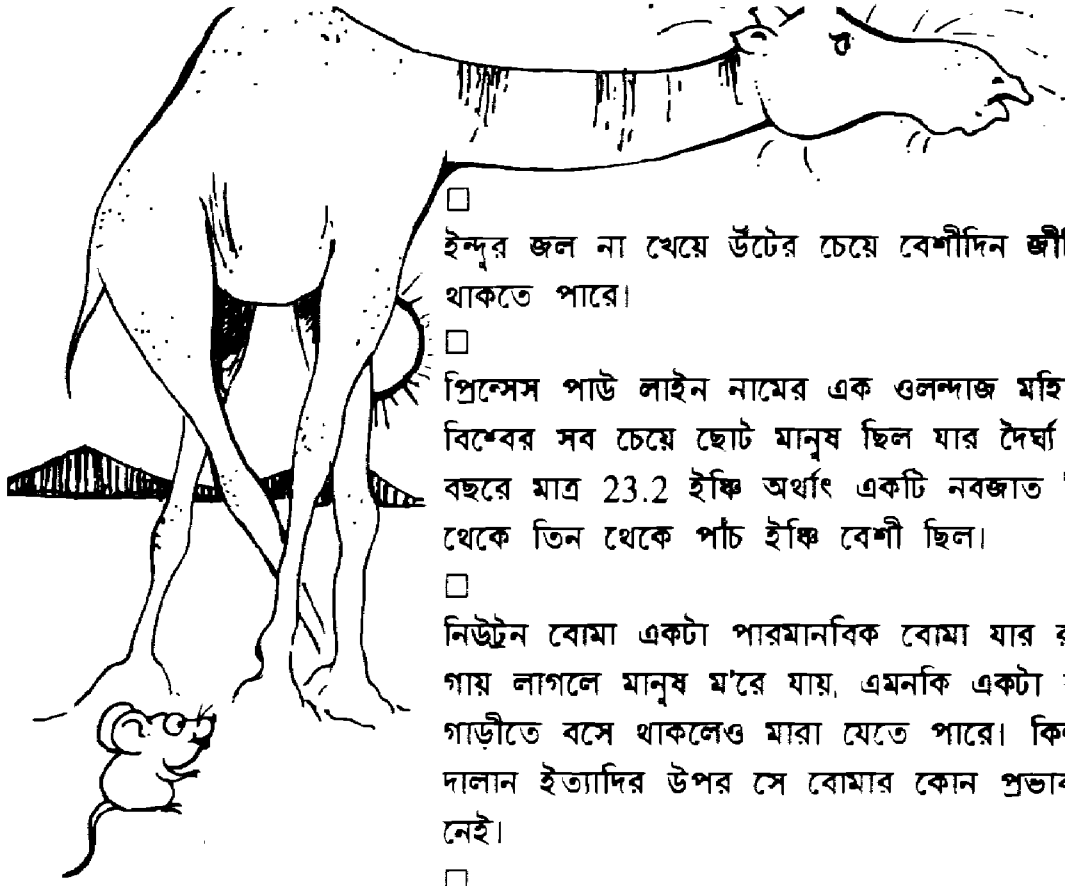 □
ইন্দুর জল না খেয়ে উঁটের চেয়ে বেশীদিন
থাকতে পারে।
□
প্রিন্সেস পাউ লাইন নামের এক ওলন্দাজ
বিশ্বের সব চেয়ে ছোট মানুষ ছিল যার দৈর্ঘ্য
বছরে মাত্র 23.2 ইঞ্চি অর্থাৎ একটি নবজাত
থেকে তিন থেকে পাঁচ ইঞ্চি বেশী ছিল।
□
নিউট্রন বোমা একটা পারমানবিক বোমা যার
গায় লাগলে মানুষ ম'রে যায়, এমনকি একটা
গাড়ীতে বসে থাকলেও মারা যেতে পারে।
দালান ইত্যাদির উপর সে বোমার কোন প্রভাব
নেই।
□